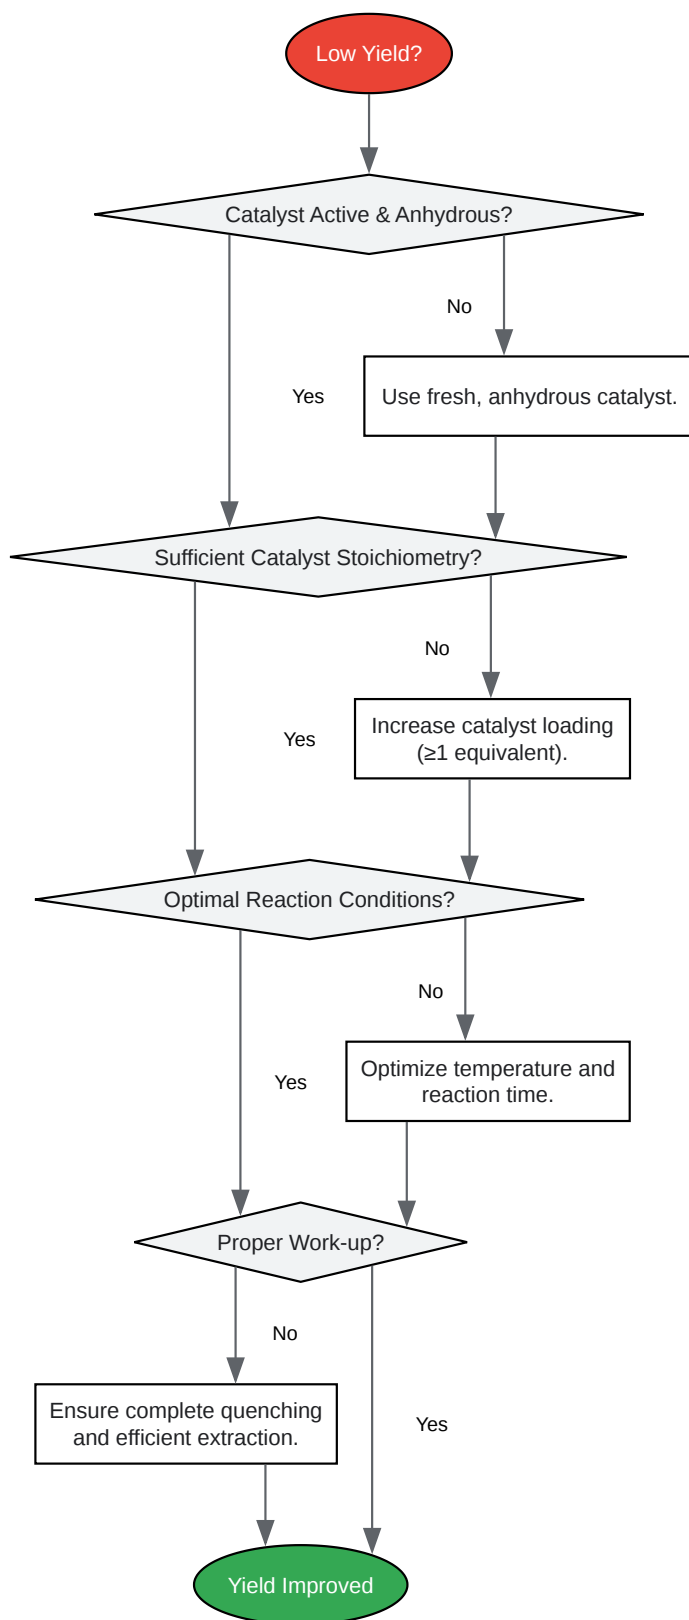 Low Yield?
Catalyst Active & Anhydrous?
No
Yes
Use fresh, anhydrous catalyst.
Sufficient Catalyst Stoichiometry?
No
Yes
Increase catalyst loading
(≥1 equivalent).
Optimal Reaction Conditions?
No
Yes
Optimize temperature and
reaction time.
Proper Work-up?
No
Ensure complete quenching
and efficient extraction.
Yes
Yield Improved